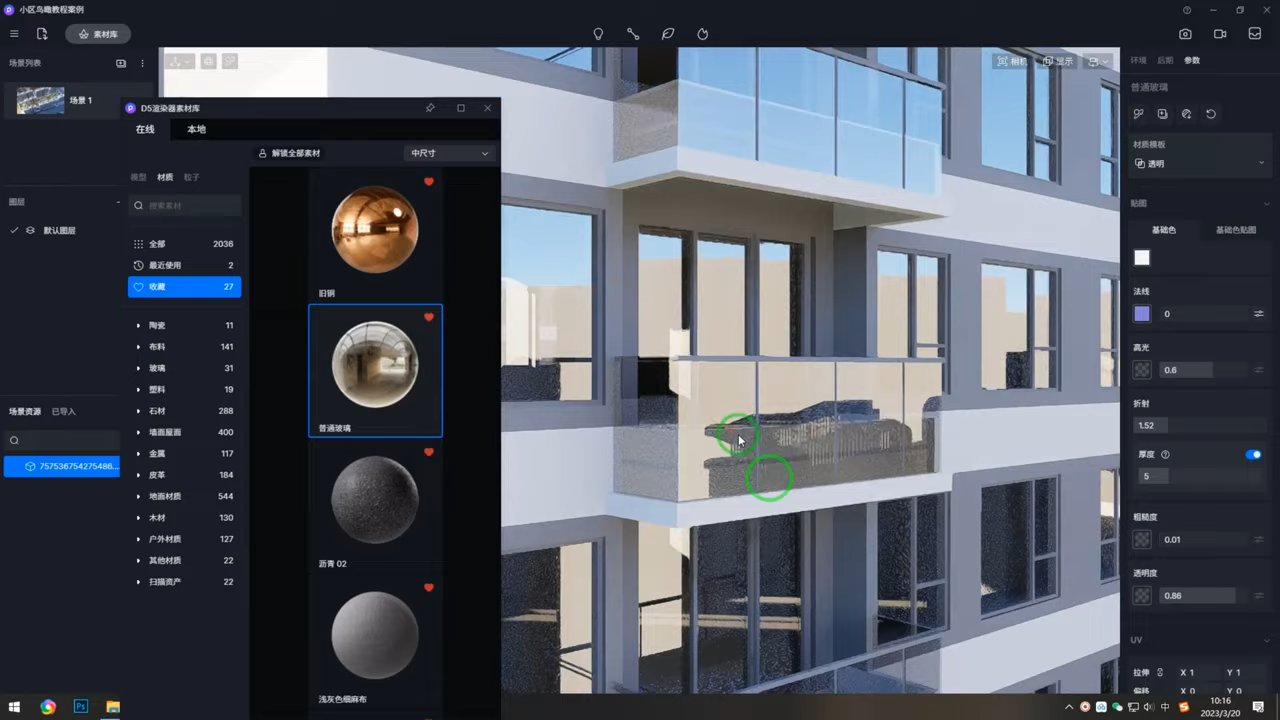 小区鸟瞰教程案例
素材库
场景列表
场景 1
相机
显示
环境
后期
参数
普通玻璃
D5渲染器素材库
在线
本地
解锁全部素材
中尺寸
模型
材质
粒子
搜索素材
全部 2036
最近使用 2
收藏 27
陶瓷 11
布料 141
玻璃 31
塑料 19
石材 288
墙面屋面 400
金属 117
皮革 184
地面材质 544
木材 130
户外材质 127
其他材质 22
扫描资产 22
旧铜
普通玻璃
沥青 02
浅灰色细麻布
图层
默认图层
场景资源
已导入
757536754275486...
材质模板
透明
贴图
基础色
基础色贴图
法线
0
高光
0.6
折射
1.52
厚度
5
粗糙度
0.01
透明度
0.86
UV
拉伸
X 1
Y 1
偏移
X 0
Y 0
Ps
中
10:16
2023/3/20